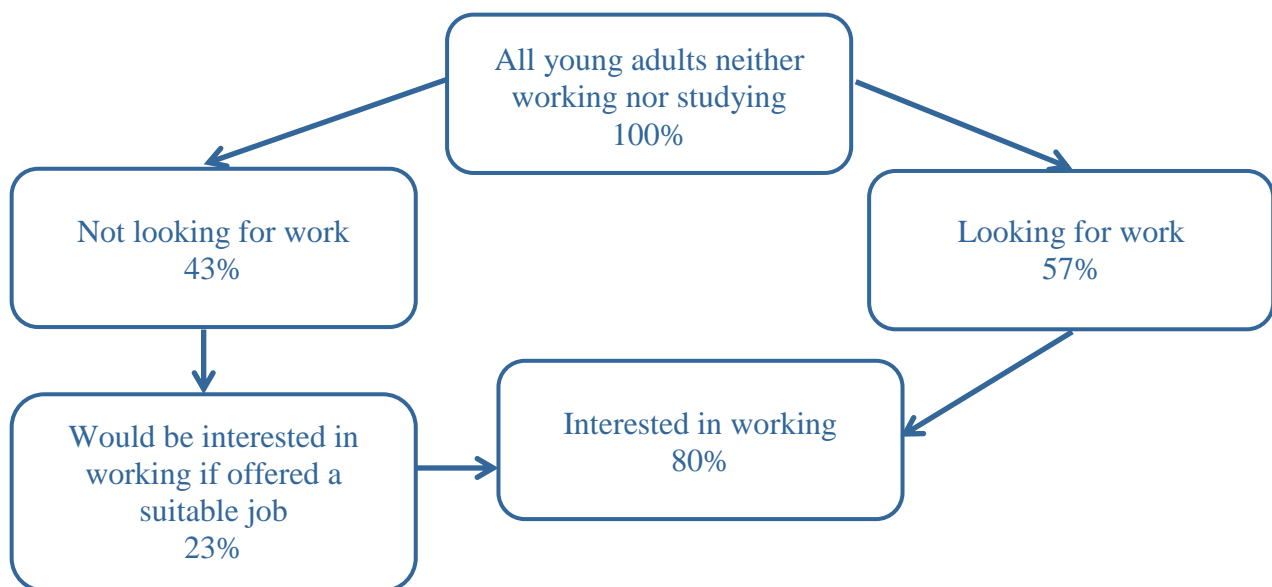 All young adults neither
working nor studying
100%
Not looking for work
43%
Looking for work
57%
Would be interested in
working if offered a
suitable job
23%
Interested in working
80%